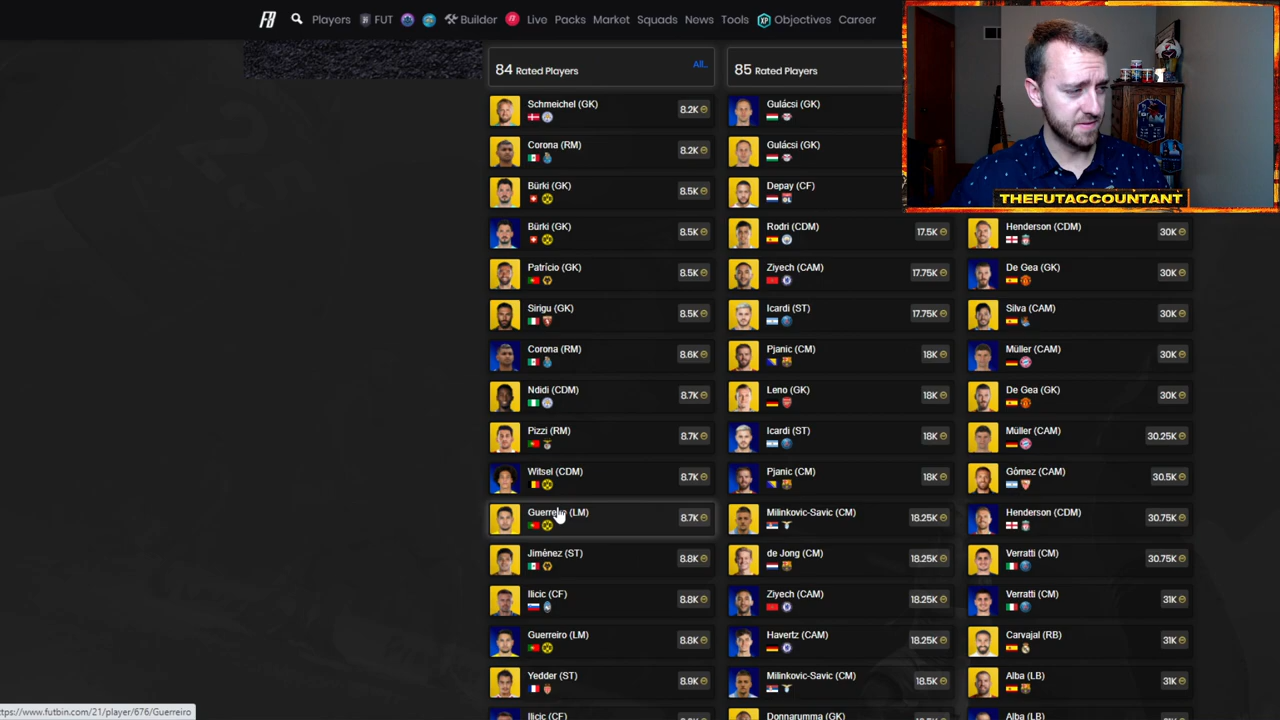 Players FUT Builder Live Packs Market Squads News Tools XP Objectives Career
THEFUTACCOUNTANT
84 Rated Players All..
Schmeichel (GK) 8.2K
Corona (RM) 8.2K
Bürki (GK) 8.5K
Bürki (GK) 8.5K
Patrício (GK) 8.5K
Sirigu (GK) 8.5K
Corona (RM) 8.6K
Ndidi (CDM) 8.7K
Pizzi (RM) 8.7K
Witsel (CDM) 8.7K
Guerreiro (LM) 8.7K
Jiménez (ST) 8.8K
Ilicic (CF) 8.8K
Guerreiro (LM) 8.8K
Yedder (ST) 8.9K
Ilicic (CF)
85 Rated Players
Gulácsi (GK)
Gulácsi (GK)
Depay (CF)
Rodri (CDM) 17.5K
Ziyech (CAM) 17.75K
Icardi (ST) 17.75K
Pjanic (CM) 18K
Leno (GK) 18K
Icardi (ST) 18K
Pjanic (CM) 18K
Milinkovic-Savic (CM) 18.25K
de Jong (CM) 18.25K
Ziyech (CAM) 18.25K
Havertz (CAM) 18.25K
Milinkovic-Savic (CM) 18.5K
Donnarumma (GK)
Henderson (CDM) 30K
De Gea (GK) 30K
Silva (CAM) 30K
Müller (CAM) 30K
De Gea (GK) 30K
Müller (CAM) 30.25K
Gómez (CAM) 30.5K
Henderson (CDM) 30.75K
Verratti (CM) 30.75K
Verratti (CM) 31K
Carvajal (RB) 31K
Alba (LB) 31K
Alba (LB)
ttps://www.futbin.com/21/player/676/Guerreiro